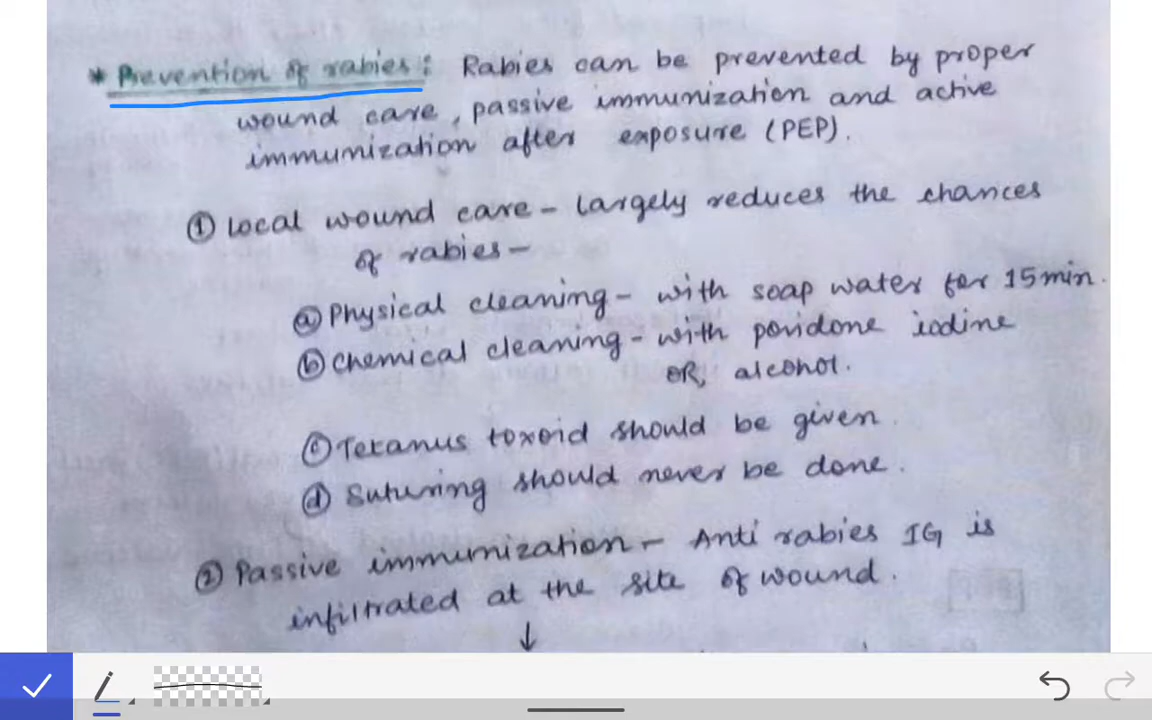 * Prevention of rabies: Rabies can be prevented by proper
wound care, passive immunization and active
immunization after exposure (PEP).
① Local wound care - largely reduces the chances
of rabies -
ⓐ Physical cleaning - with soap water for 15 min.
ⓑ Chemical cleaning - with povidone iodine
OR, alcohol.
ⓒ Tetanus toxoid should be given.
ⓓ Suturing should never be done.
② Passive immunization - Anti rabies IG is
infiltrated at the site of wound.
↓